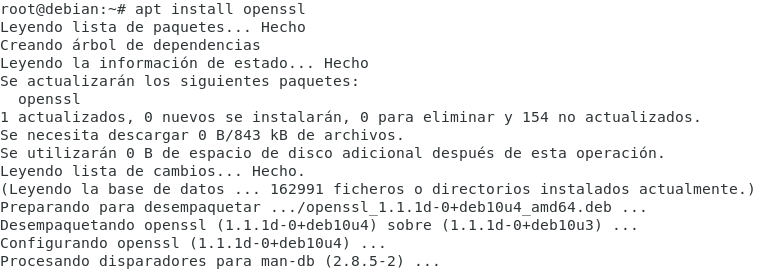 root@debian:~# apt install openssl
Leyendo lista de paquetes... Hecho
Creando árbol de dependencias
Leyendo la información de estado... Hecho
Se actualizarán los siguientes paquetes:
  openssl
1 actualizados, 0 nuevos se instalarán, 0 para eliminar y 154 no actualizados.
Se necesita descargar 0 B/843 kB de archivos.
Se utilizarán 0 B de espacio de disco adicional después de esta operación.
Leyendo lista de cambios... Hecho.
(Leyendo la base de datos ... 162991 ficheros o directorios instalados actualmente.)
Preparando para desempaquetar .../openssl_1.1.1d-0+deb10u4_amd64.deb ...
Desempaquetando openssl (1.1.1d-0+deb10u4) sobre (1.1.1d-0+deb10u3) ...
Configurando openssl (1.1.1d-0+deb10u4) ...
Procesando disparadores para man-db (2.8.5-2) ...